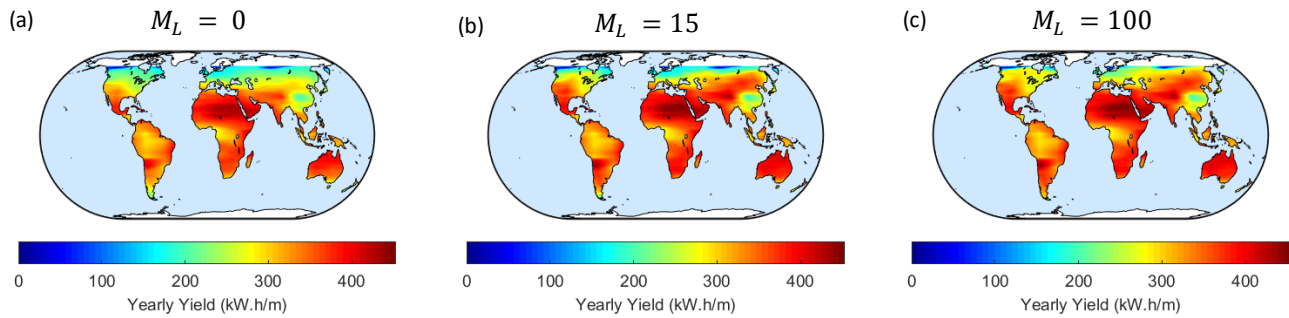 (a) M_L = 0
(b) M_L = 15
(c) M_L = 100
0 100 200 300 400
Yearly Yield (kW.h/m)
0 100 200 300 400
Yearly Yield (kW.h/m)
0 100 200 300 400
Yearly Yield (kW.h/m)